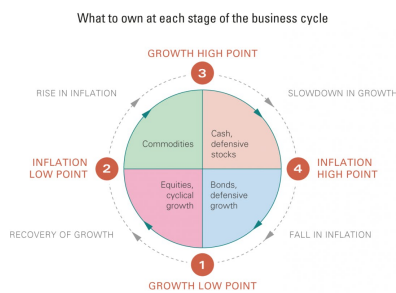 What to own at each stage of the business cycle
GROWTH HIGH POINT
3
RISE IN INFLATION
SLOWDOWN IN GROWTH
Commodities
Cash,
defensive
stocks
INFLATION
LOW POINT
2
4
INFLATION
HIGH POINT
Equities,
cyclical
growth
Bonds,
defensive
growth
RECOVERY OF GROWTH
FALL IN INFLATION
1
GROWTH LOW POINT